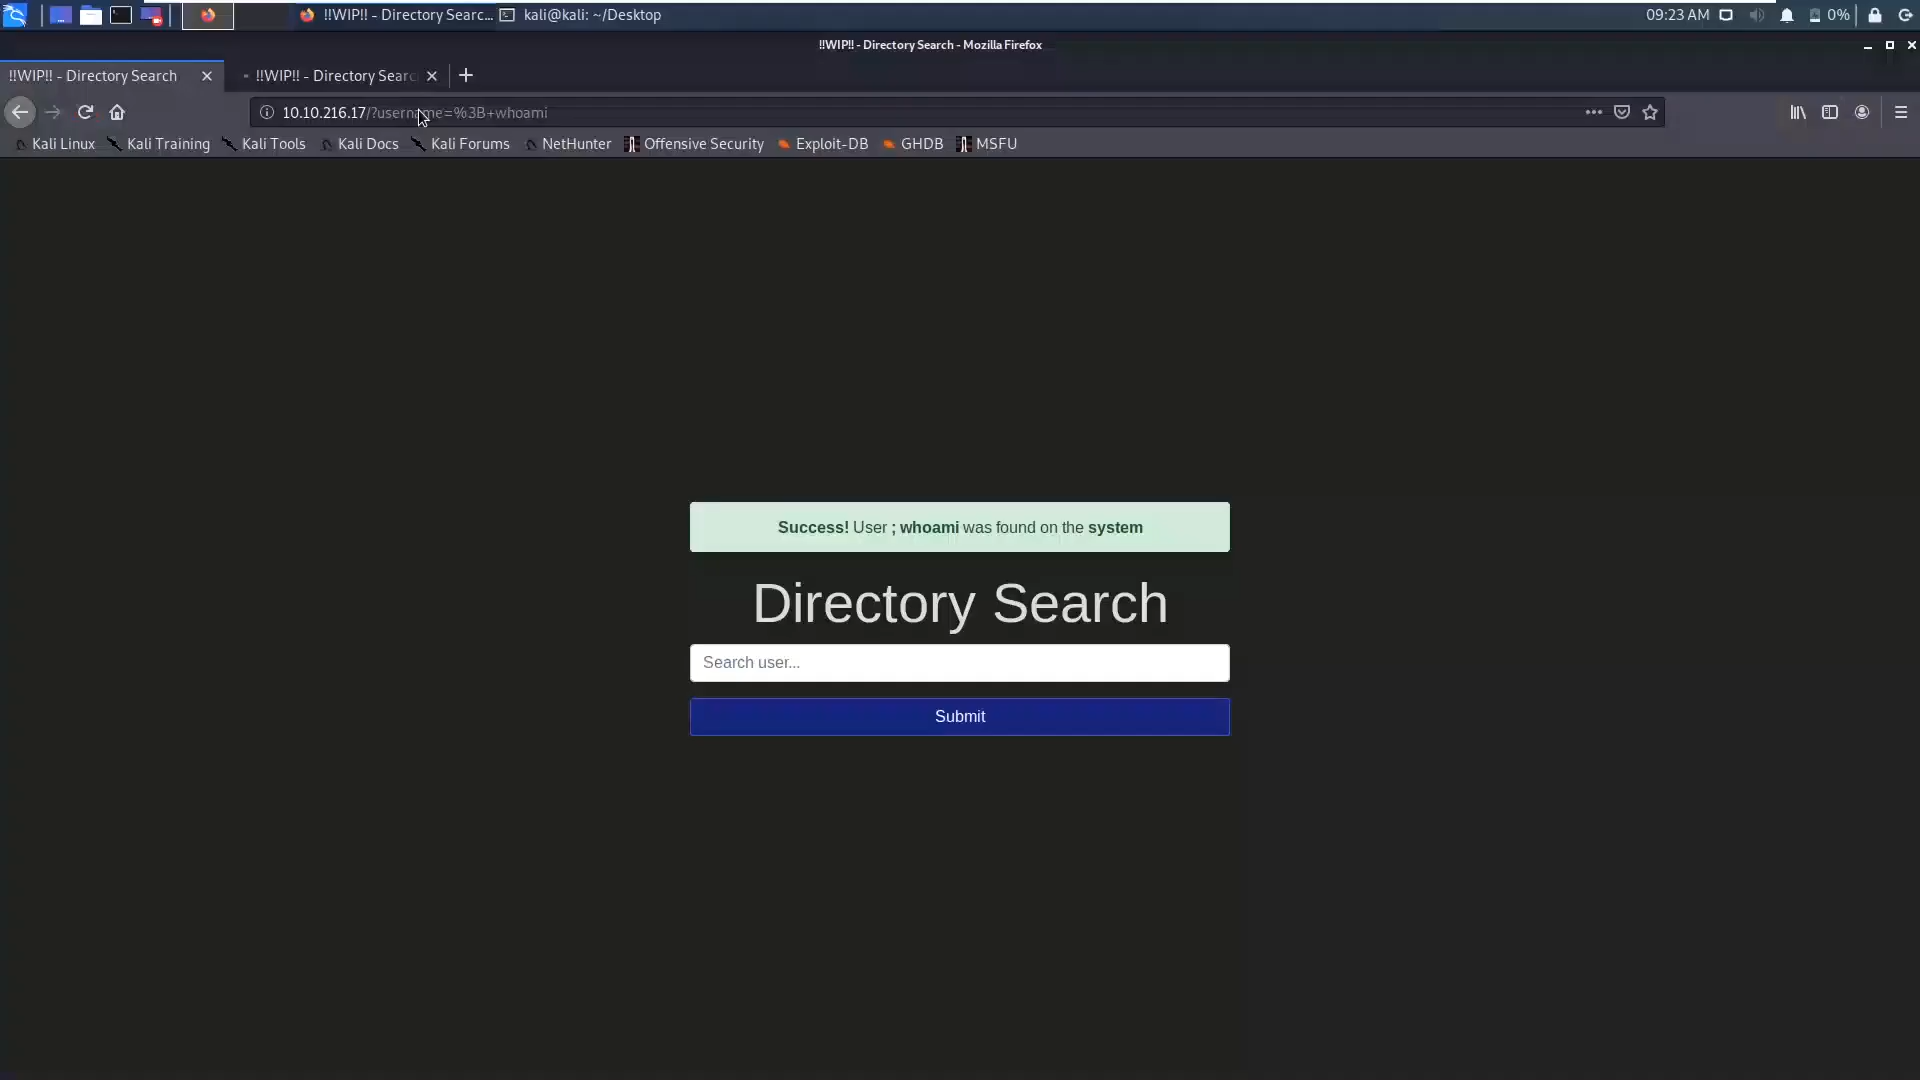 !!WIP!! - Directory Searc... kali@kali: ~/Desktop 09:23 AM 0%
!!WIP!! - Directory Search - Mozilla Firefox
!!WIP!! - Directory Search !!WIP!! - Directory Searc
10.10.216.17/?username=%3B+whoami
Kali Linux Kali Training Kali Tools Kali Docs Kali Forums NetHunter Offensive Security Exploit-DB GHDB MSFU
Success! User ; whoami was found on the system
Directory Search
Search user...
Submit